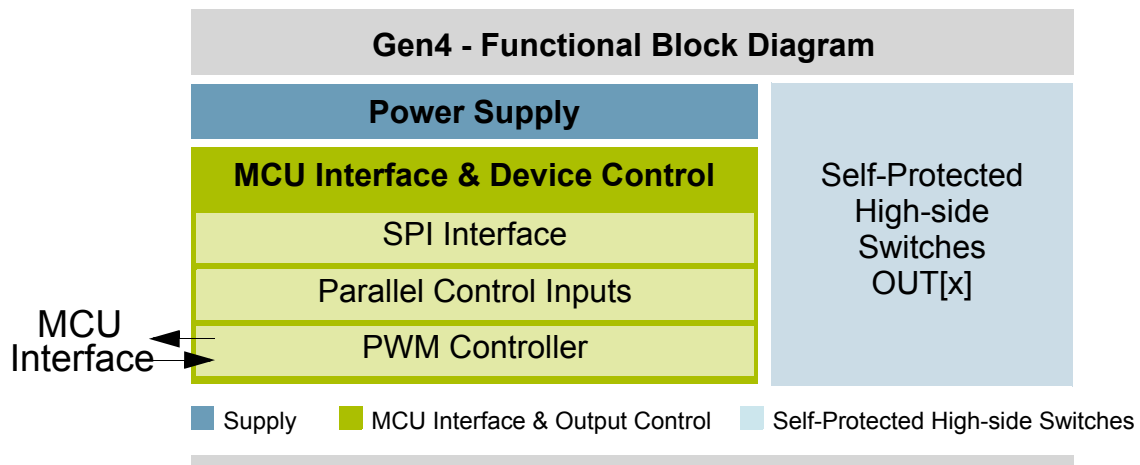 Gen4 - Functional Block Diagram
Power Supply
MCU Interface & Device Control
SPI Interface
Parallel Control Inputs
PWM Controller
MCU
Interface
Self-Protected
High-side
Switches
OUT[x]
Supply
MCU Interface & Output Control
Self-Protected High-side Switches